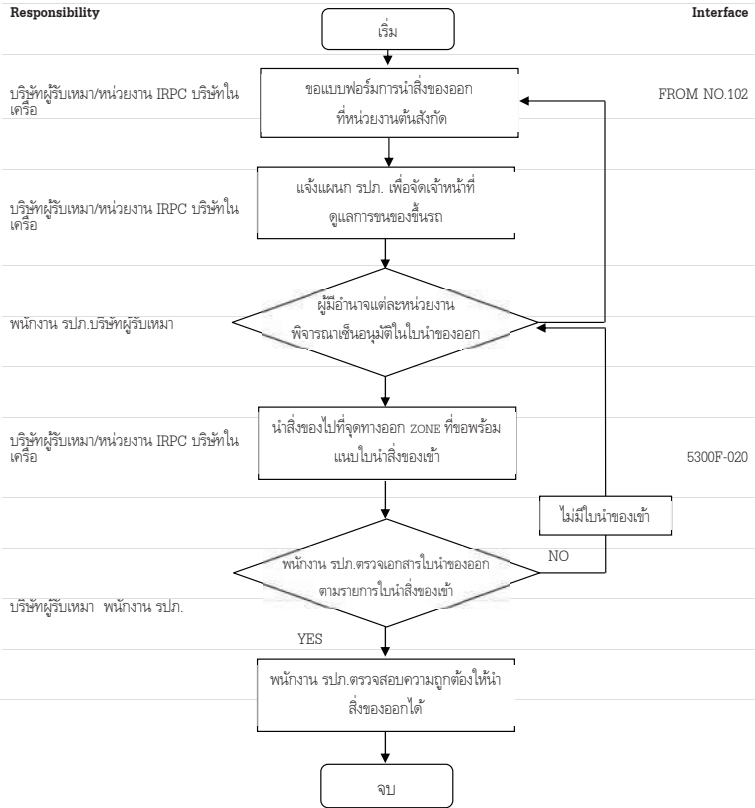 Responsibility
Interface
เริ่ม
บริษัทผู้รับเหมา/หน่วยงาน IRPC บริษัทใน
เครือ
ขอแบบฟอร์มการนำสิ่งของออก
ที่หน่วยงานต้นสังกัด
FROM NO.102
บริษัทผู้รับเหมา/หน่วยงาน IRPC บริษัทใน
เครือ
แจ้งแผนก รปภ. เพื่อจัดเจ้าหน้าที่
ดูแลการขนของขึ้นรถ
พนักงาน รปภ.บริษัทผู้รับเหมา
ผู้มีอำนาจแต่ละหน่วยงาน
พิจารณาเซ็นอนุมัติในใบนำของออก
บริษัทผู้รับเหมา/หน่วยงาน IRPC บริษัทใน
เครือ
นำสิ่งของไปที่จุดทางออก ZONE ที่ขอพร้อม
แนบใบนำสิ่งของเข้า
5300F-020
ไม่มีใบนำของเข้า
พนักงาน รปภ.ตรวจเอกสารใบนำของออก
ตามรายการใบนำสิ่งของเข้า
NO
บริษัทผู้รับเหมา พนักงาน รปภ.
YES
พนักงาน รปภ.ตรวจสอบความถูกต้องให้นำ
สิ่งของออกได้
จบ